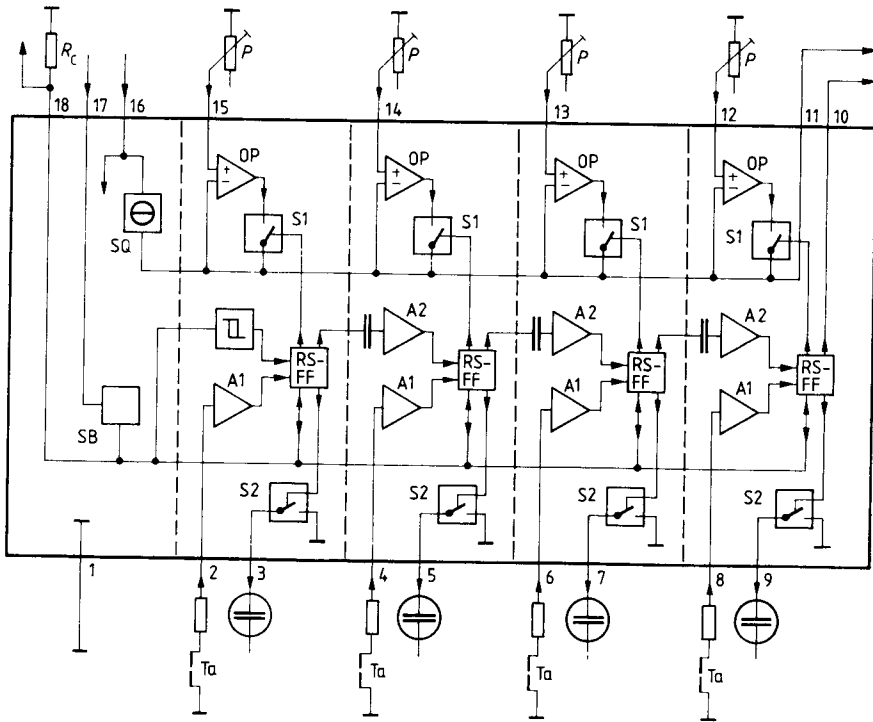 R_C P P P P
18 17 16 15 14 13 12 11 10
OP OP OP OP
S1 S1 S1 S1
SQ
A2 A2 A2
RS-FF RS-FF RS-FF RS-FF
A1 A1 A1 A1
SB
S2 S2 S2 S2
1 2 3 4 5 6 7 8 9
Ta Ta Ta Ta
+ − + − + − + −